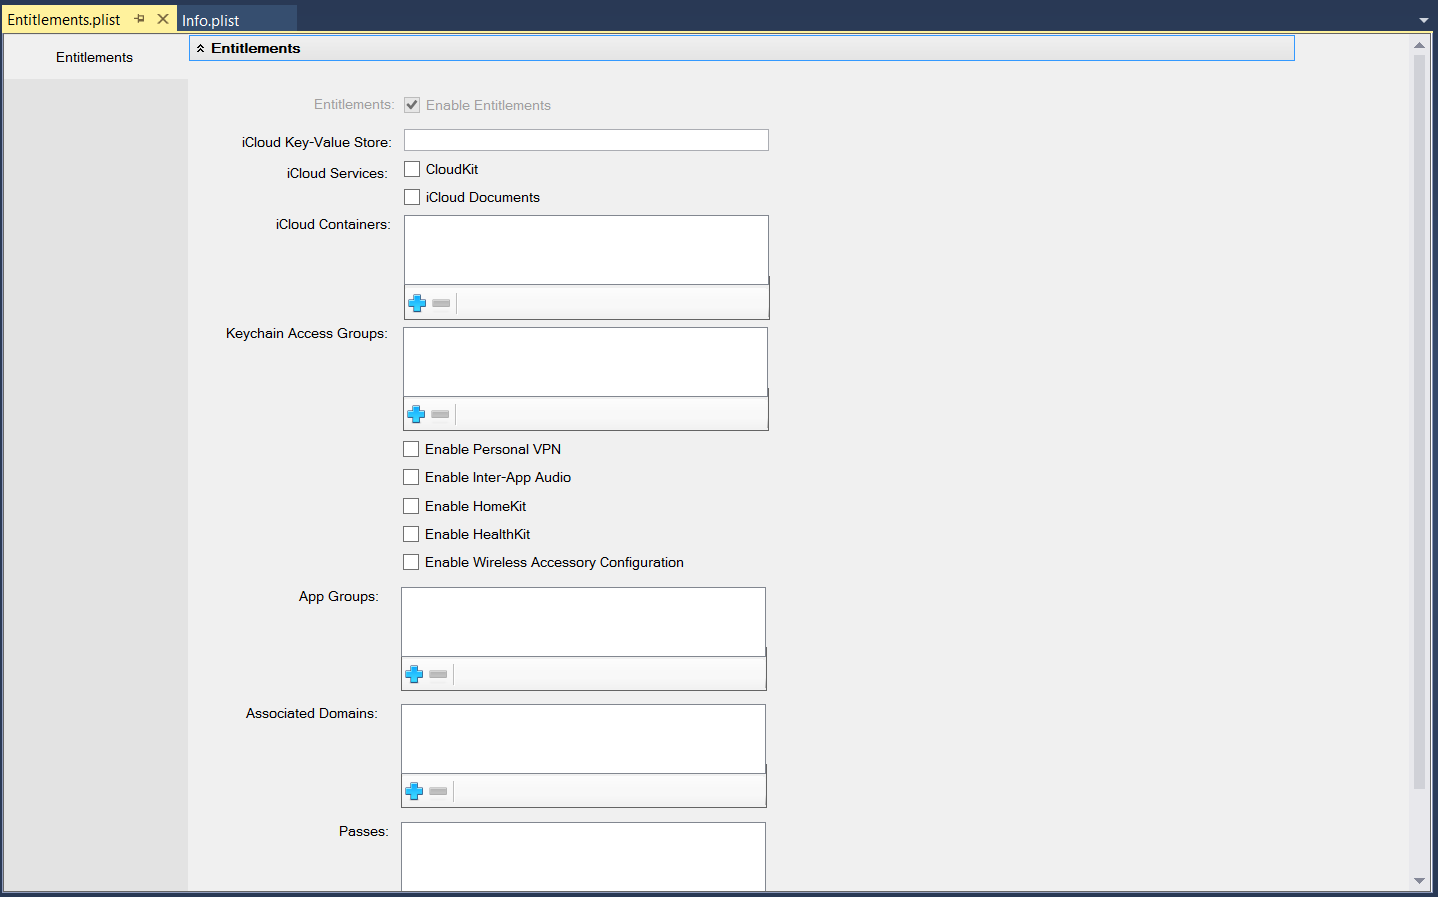 Entitlements.plist
Info.plist
Entitlements
Entitlements
Entitlements: Enable Entitlements
iCloud Key-Value Store:
iCloud Services: CloudKit
iCloud Documents
iCloud Containers:
Keychain Access Groups:
Enable Personal VPN
Enable Inter-App Audio
Enable HomeKit
Enable HealthKit
Enable Wireless Accessory Configuration
App Groups:
Associated Domains:
Passes: